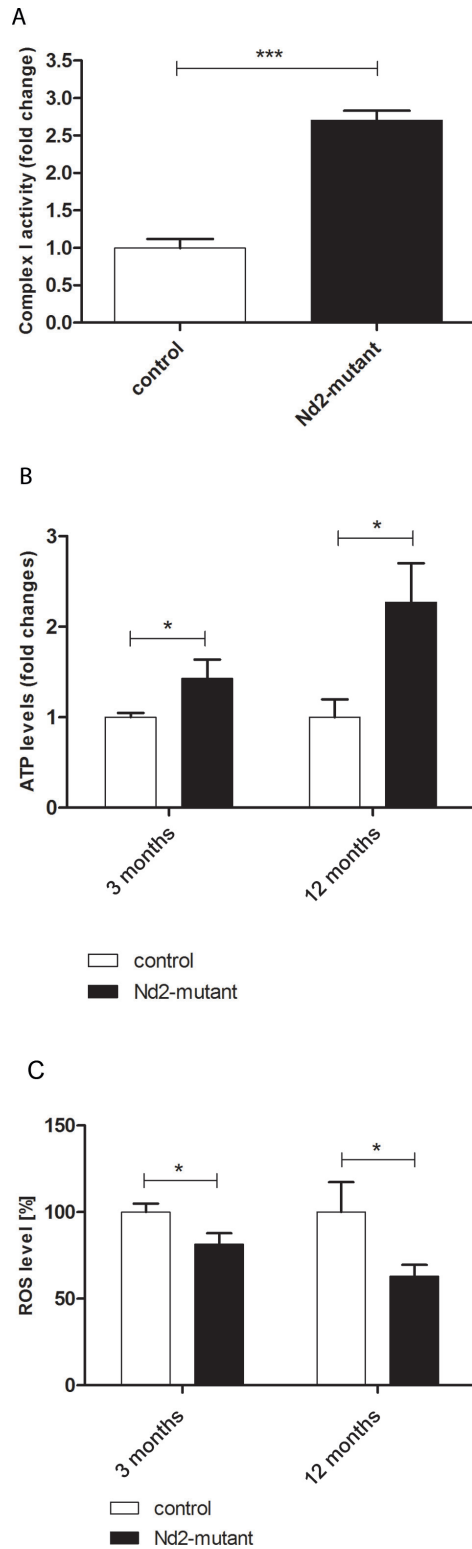 A
***
Complex I activity (fold change)
3.5
3.0
2.5
2.0
1.5
1.0
0.5
0.0
control
Nd2-mutant
B
ATP levels (fold changes)
3
2
1
0
*
*
3 months
12 months
control
Nd2-mutant
C
ROS level [%]
150
100
50
0
*
*
3 months
12 months
control
Nd2-mutant